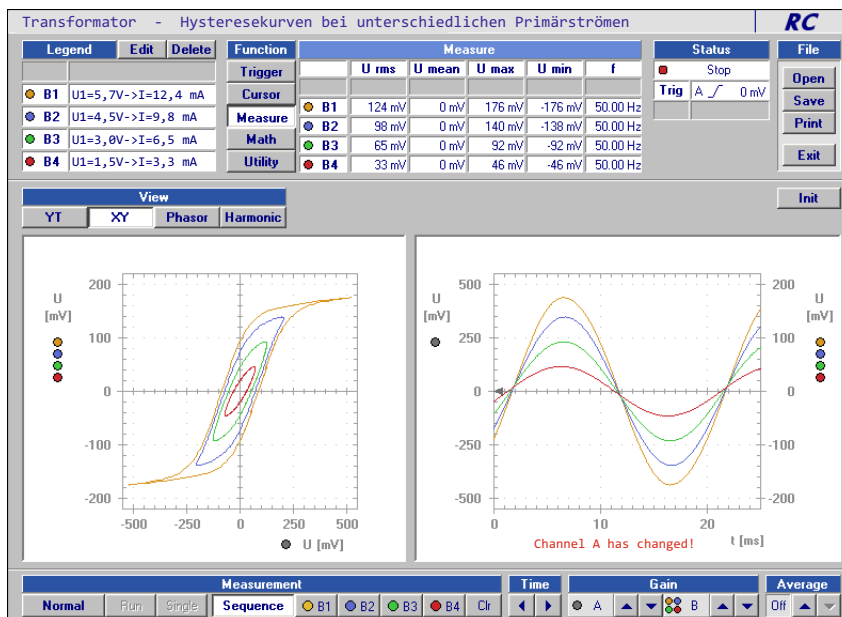 Transformator - Hysteresekurven bei unterschiedlichen Primärströmen RC
Legend Edit Delete Function Measure Status File
Trigger U rms U mean U max U min f Stop Open
B1 U1=5,7V->I=12,4 mA Cursor B1 124 mV 0 mV 176 mV -176 mV 50.00 Hz Trig A 0 mV Save
B2 U1=4,5V->I=9,8 mA Measure B2 98 mV 0 mV 140 mV -138 mV 50.00 Hz Print
B3 U1=3,0V->I=6,5 mA Math B3 65 mV 0 mV 92 mV -92 mV 50.00 Hz
B4 U1=1,5V->I=3,3 mA Utility B4 33 mV 0 mV 46 mV -46 mV 50.00 Hz Exit
View Init
YT XY Phasor Harmonic
U [mV]
200
100
0
-100
-200
-500 -250 0 250 500
U [mV]
U [mV]
500
250
0
-250
-500
U [mV]
200
100
0
-100
-200
0 10 20
Channel A has changed! t [ms]
Measurement Time Gain Average
Normal Run Single Sequence B1 B2 B3 B4 Clr A B Off